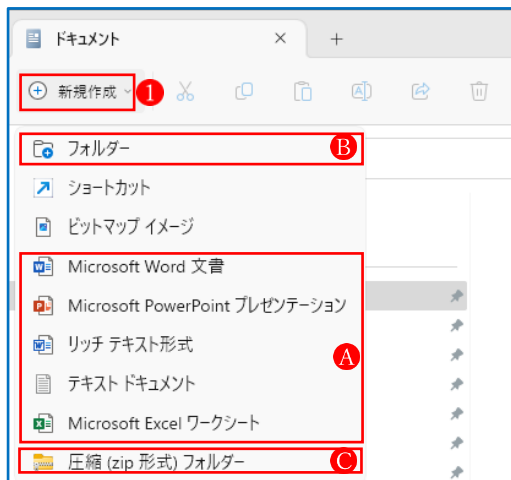 ドキュメント
新規作成 1
フォルダー B
ショートカット
ビットマップ イメージ
Microsoft Word 文書
Microsoft PowerPoint プレゼンテーション
リッチ テキスト形式 A
テキスト ドキュメント
Microsoft Excel ワークシート
圧縮 (zip 形式) フォルダー C